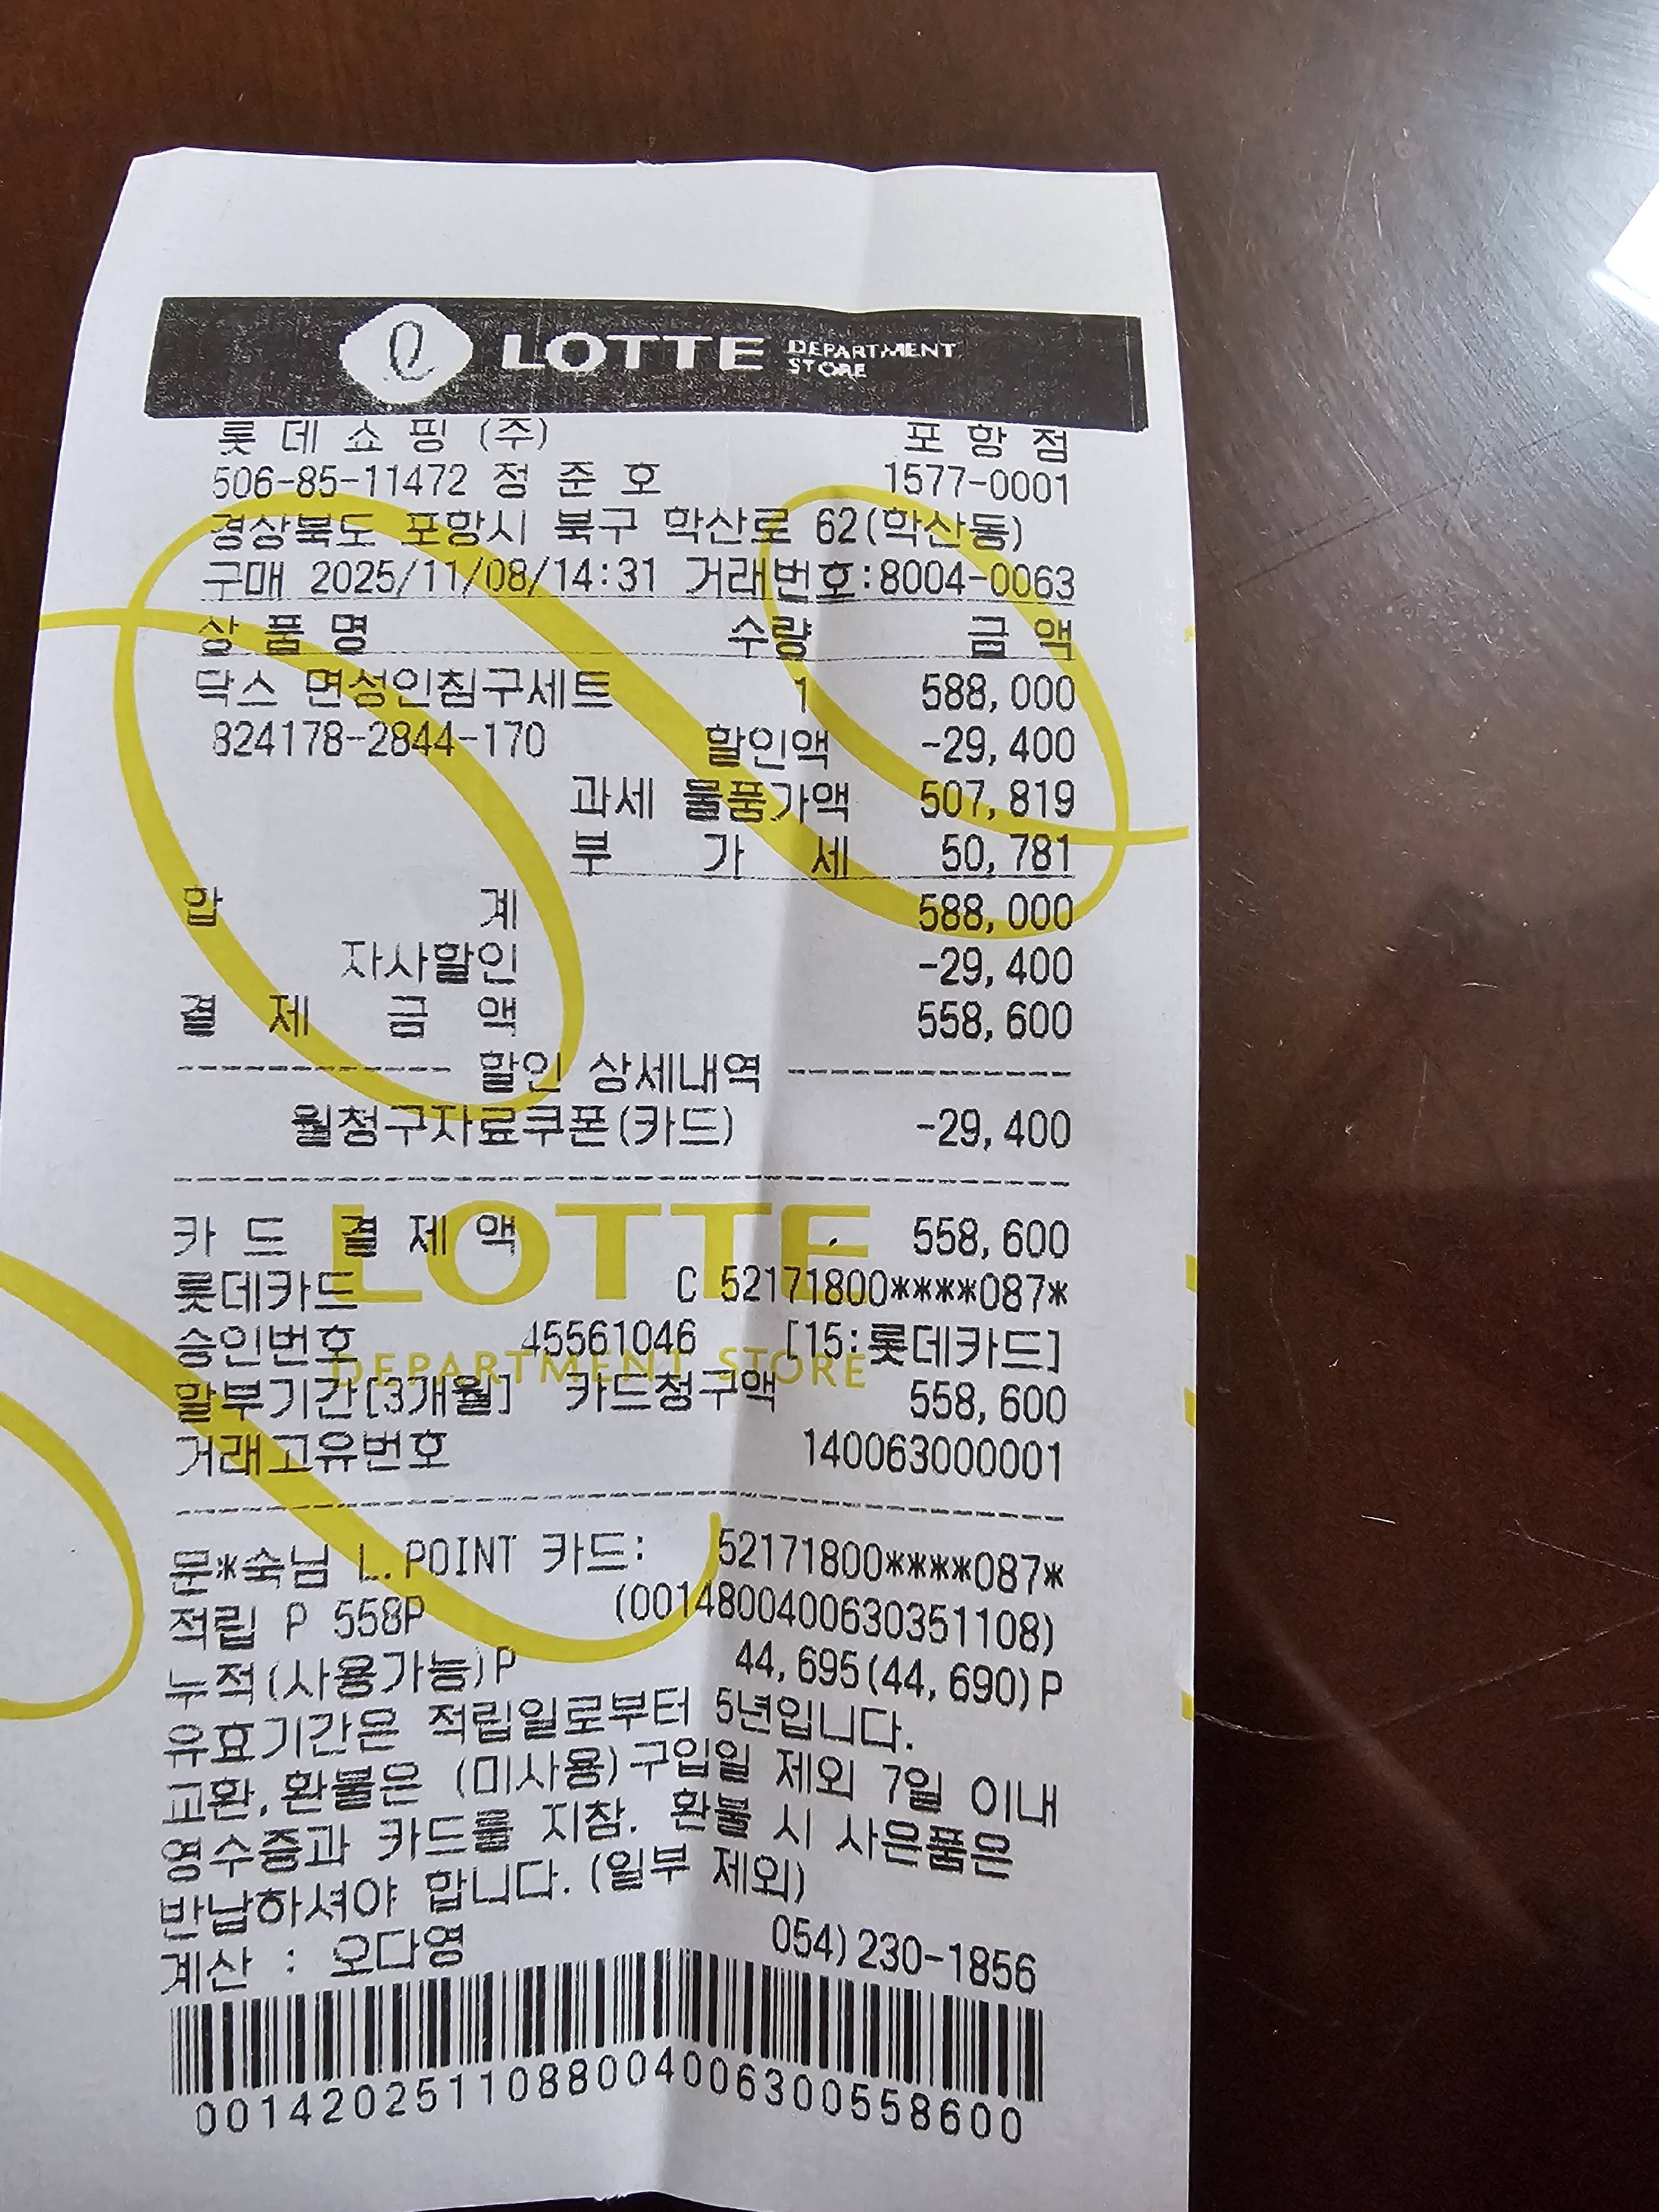 LOTTE DEPARTMENT STORE
롯데쇼핑(주) 포항점
506-85-11472 정준호 1577-0001
경상북도 포항시 북구 학산로 62(학산동)
구매 2025/11/08/14:31 거래번호:8004-0063
상품명 수량 금액
닥스 면성인침구세트 1 588,000
824178-2844-170 할인액 -29,400
과세 물품가액 507,819
부가세 50,781
합계 588,000
자사할인 -29,400
결제금액 558,600
------------ 할인 상세내역 ------------
월청구자료쿠폰(카드) -29,400
LOTTE
DEPARTMENT STORE
카드결제액 558,600
롯데카드 C 52171800****087*
승인번호 45561046 [15:롯데카드]
할부기간[3개월] 카드청구액 558,600
거래고유번호 140063000001
문*숙님 L.POINT 카드: 52171800****087*
적립 P 558P (0014800400630351108)
누적(사용가능)P 44,695(44,690)P
유효기간은 적립일로부터 5년입니다.
교환.환불은 (미사용)구입일 제외 7일 이내
영수증과 카드를 지참. 환불 시 사은품은
반납하셔야 합니다.(일부 제외)
계산 : 오다영 054)230-1856
0014202511088004006300558600